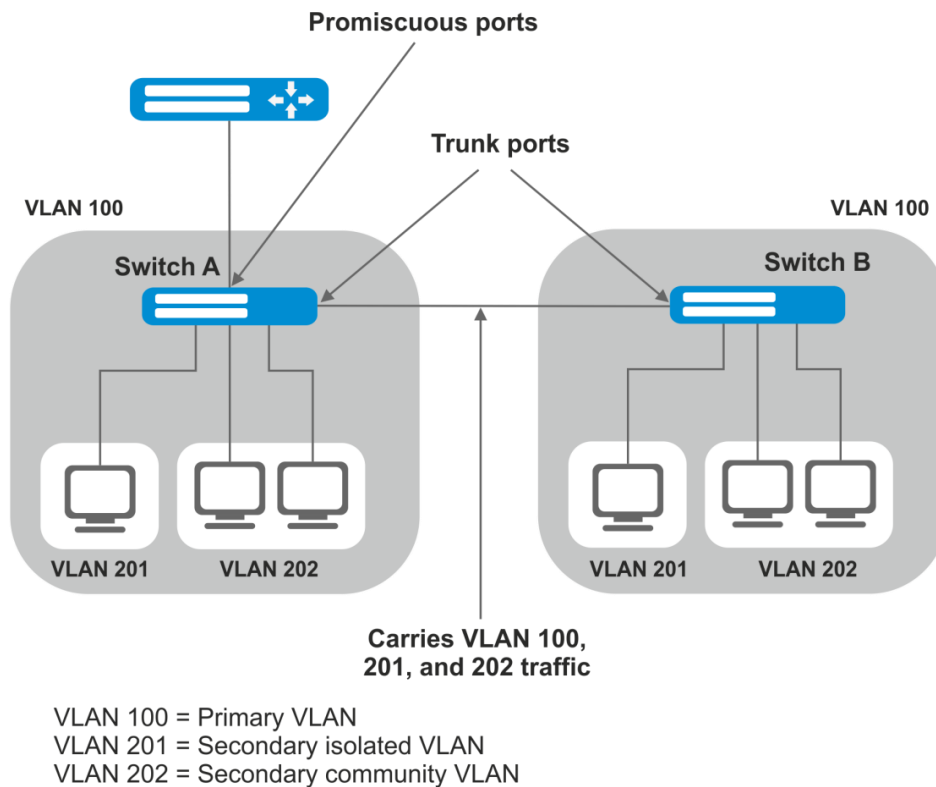 Promiscuous ports
Trunk ports
VLAN 100
VLAN 100
Switch A
Switch B
VLAN 201
VLAN 202
VLAN 201
VLAN 202
Carries VLAN 100,
201, and 202 traffic
VLAN 100 = Primary VLAN
VLAN 201 = Secondary isolated VLAN
VLAN 202 = Secondary community VLAN